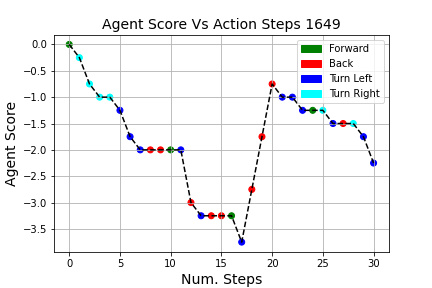 Agent Score Vs Action Steps 1649
Forward
Back
Turn Left
Turn Right
0.0
−0.5
−1.0
−1.5
−2.0
−2.5
−3.0
−3.5
Agent Score
0 5 10 15 20 25 30
Num. Steps